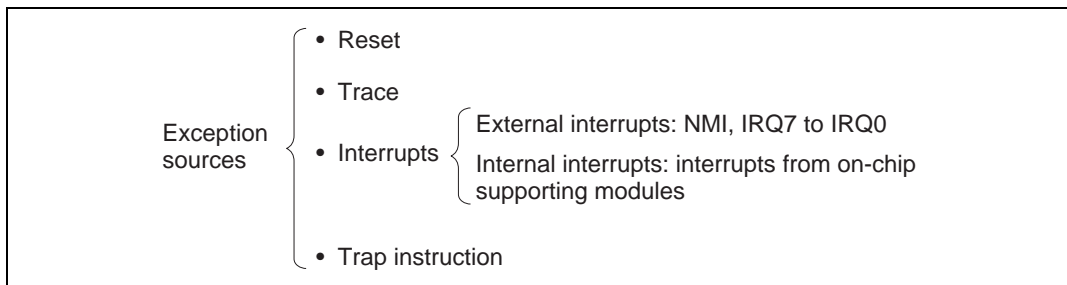 • Reset
• Trace
Exception
sources
• Interrupts
External interrupts: NMI, IRQ7 to IRQ0
Internal interrupts: interrupts from on-chip
supporting modules
• Trap instruction